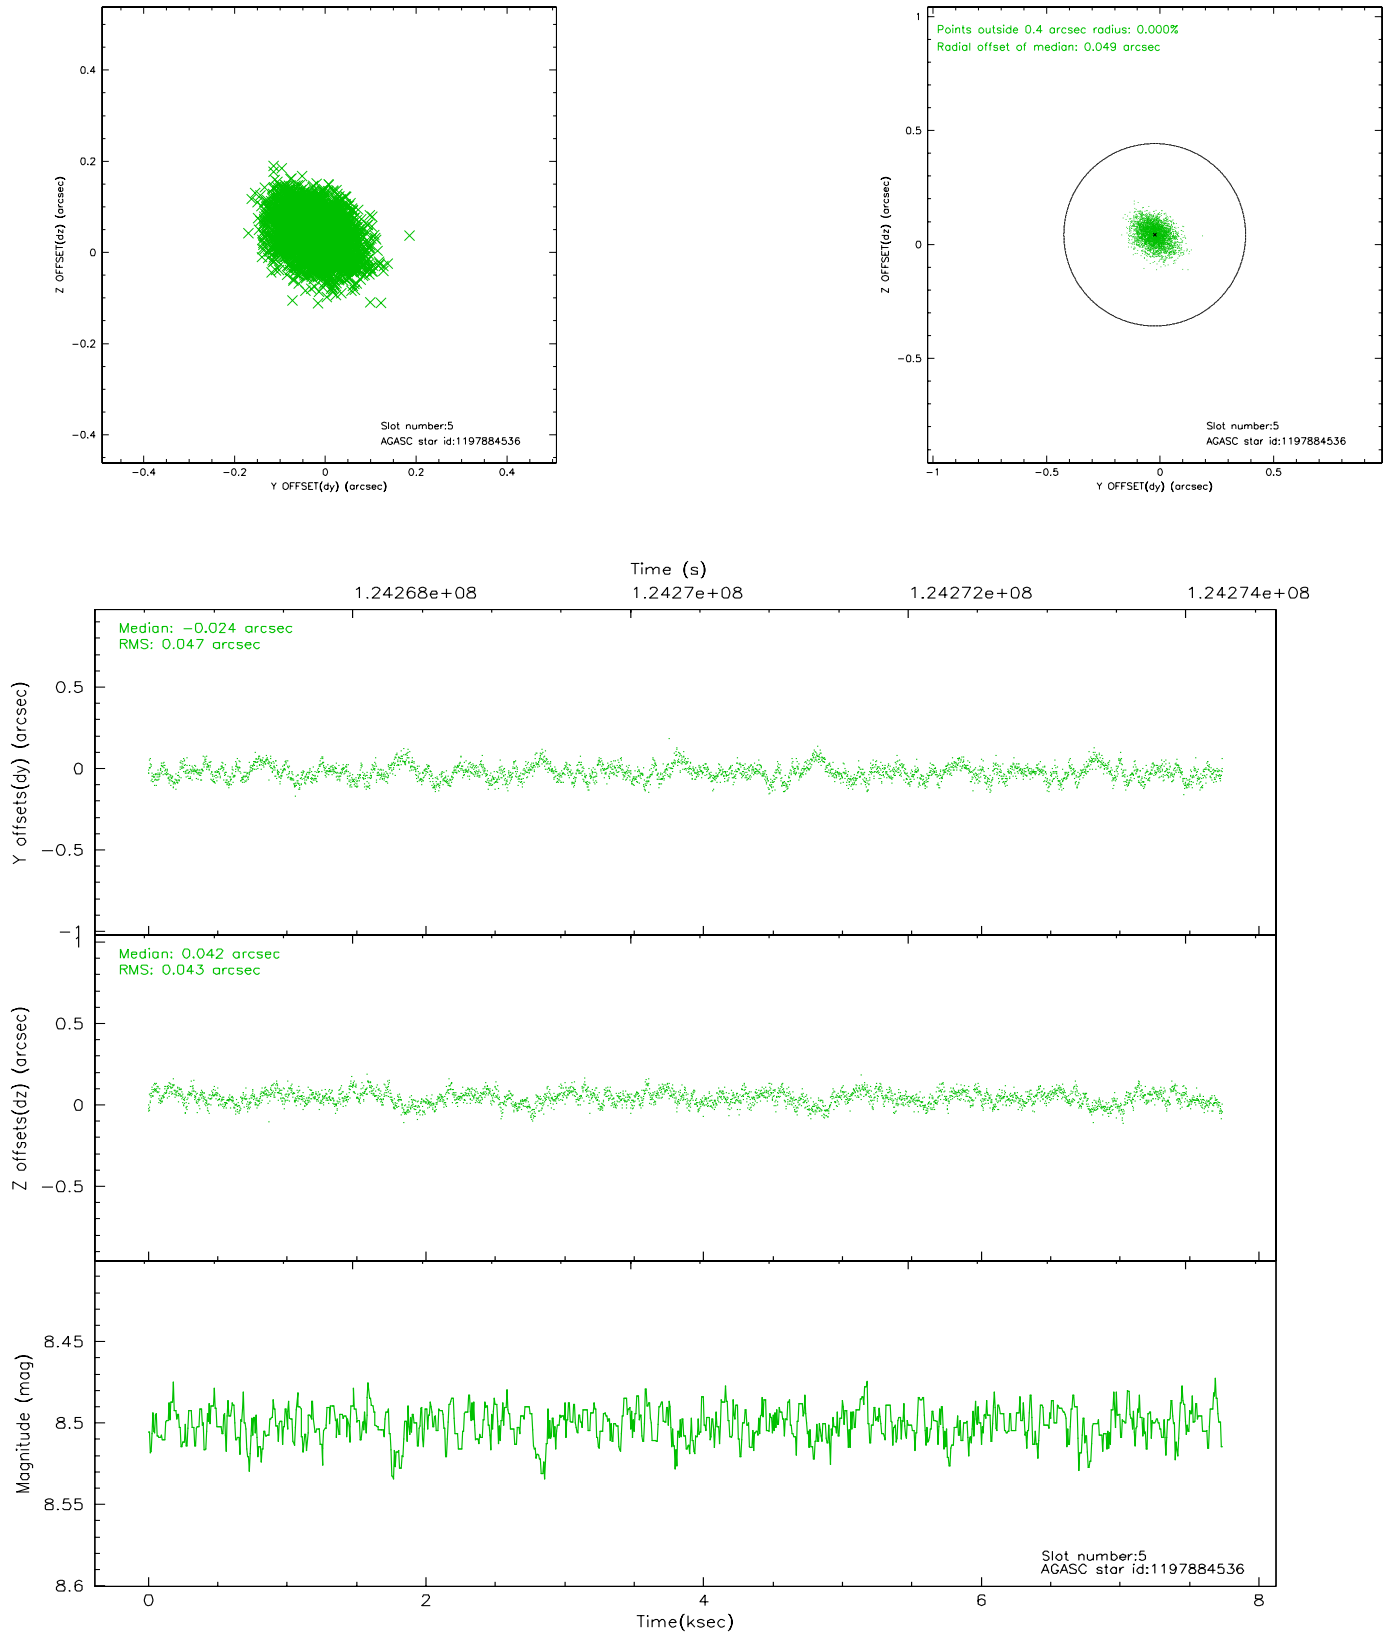 0.4
0.2
0
−0.2
−0.4
Z OFFSET(dz) (arcsec)
Slot number:5
AGASC star id:1197884536
−0.4 −0.2 0 0.2 0.4
Y OFFSET(dy) (arcsec)
Points outside 0.4 arcsec radius: 0.000%
Radial offset of median: 0.049 arcsec
1
0.5
0
−0.5
Z OFFSET(dz) (arcsec)
Slot number:5
AGASC star id:1197884536
−1 −0.5 0 0.5
Y OFFSET(dy) (arcsec)
Time (s)
1.24268e+08 1.2427e+08 1.24272e+08 1.24274e+08
Median: −0.024 arcsec
RMS: 0.047 arcsec
0.5
0
−0.5
−1
Y offsets(dy) (arcsec)
Median: 0.042 arcsec
RMS: 0.043 arcsec
1
0.5
0
−0.5
Z offsets(dz) (arcsec)
8.45
8.5
8.55
8.6
Magnitude (mag)
Slot number:5
AGASC star id:1197884536
0 2 4 6 8
Time(ksec)